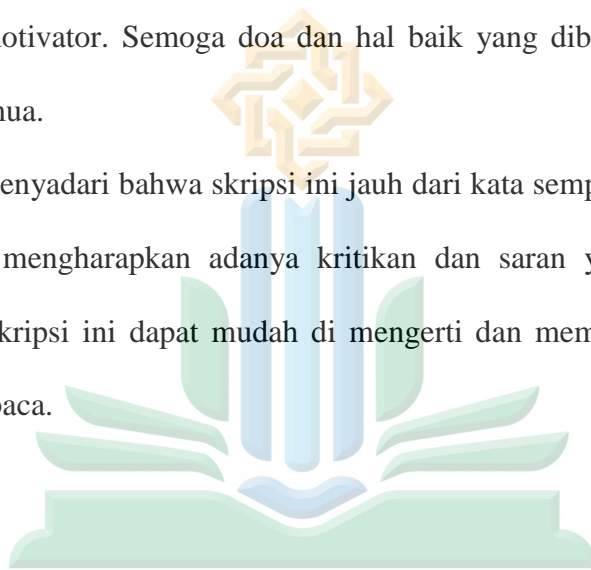 otivator. Semoga doa dan hal baik yang dib
ua.
enyadari bahwa skripsi ini jauh dari kata semp
mengharapkan adanya kritikan dan saran y
kripsi ini dapat mudah di mengerti dan mem
baca.